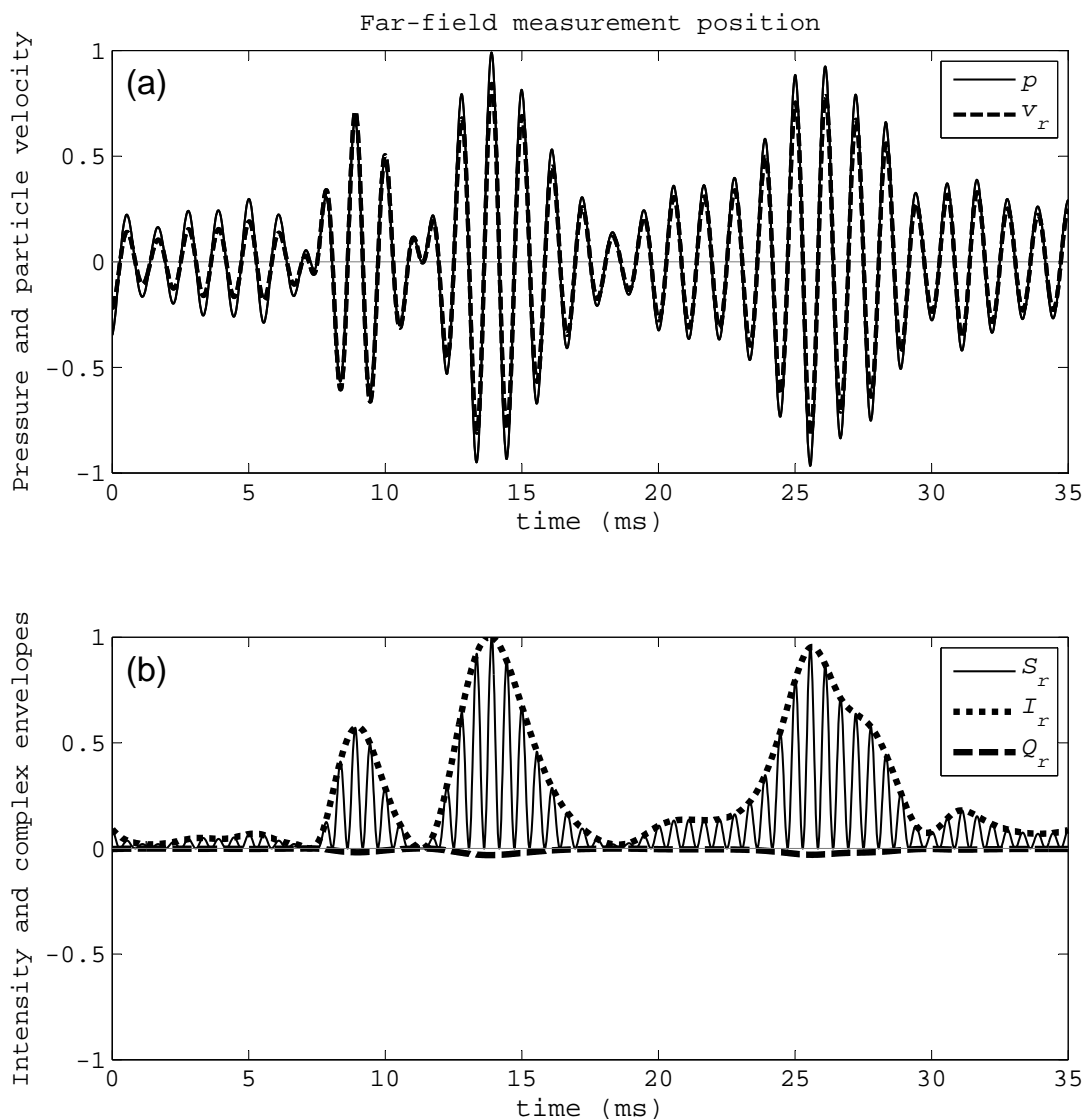 Far-field measurement position
Pressure and particle velocity
1
0.5
0
-0.5
-1
(a)
p
v_r
0 5 10 15 20 25 30 35
time (ms)
Intensity and complex envelopes
1
0.5
0
-0.5
-1
(b)
S_r
I_r
Q_r
0 5 10 15 20 25 30 35
time (ms)